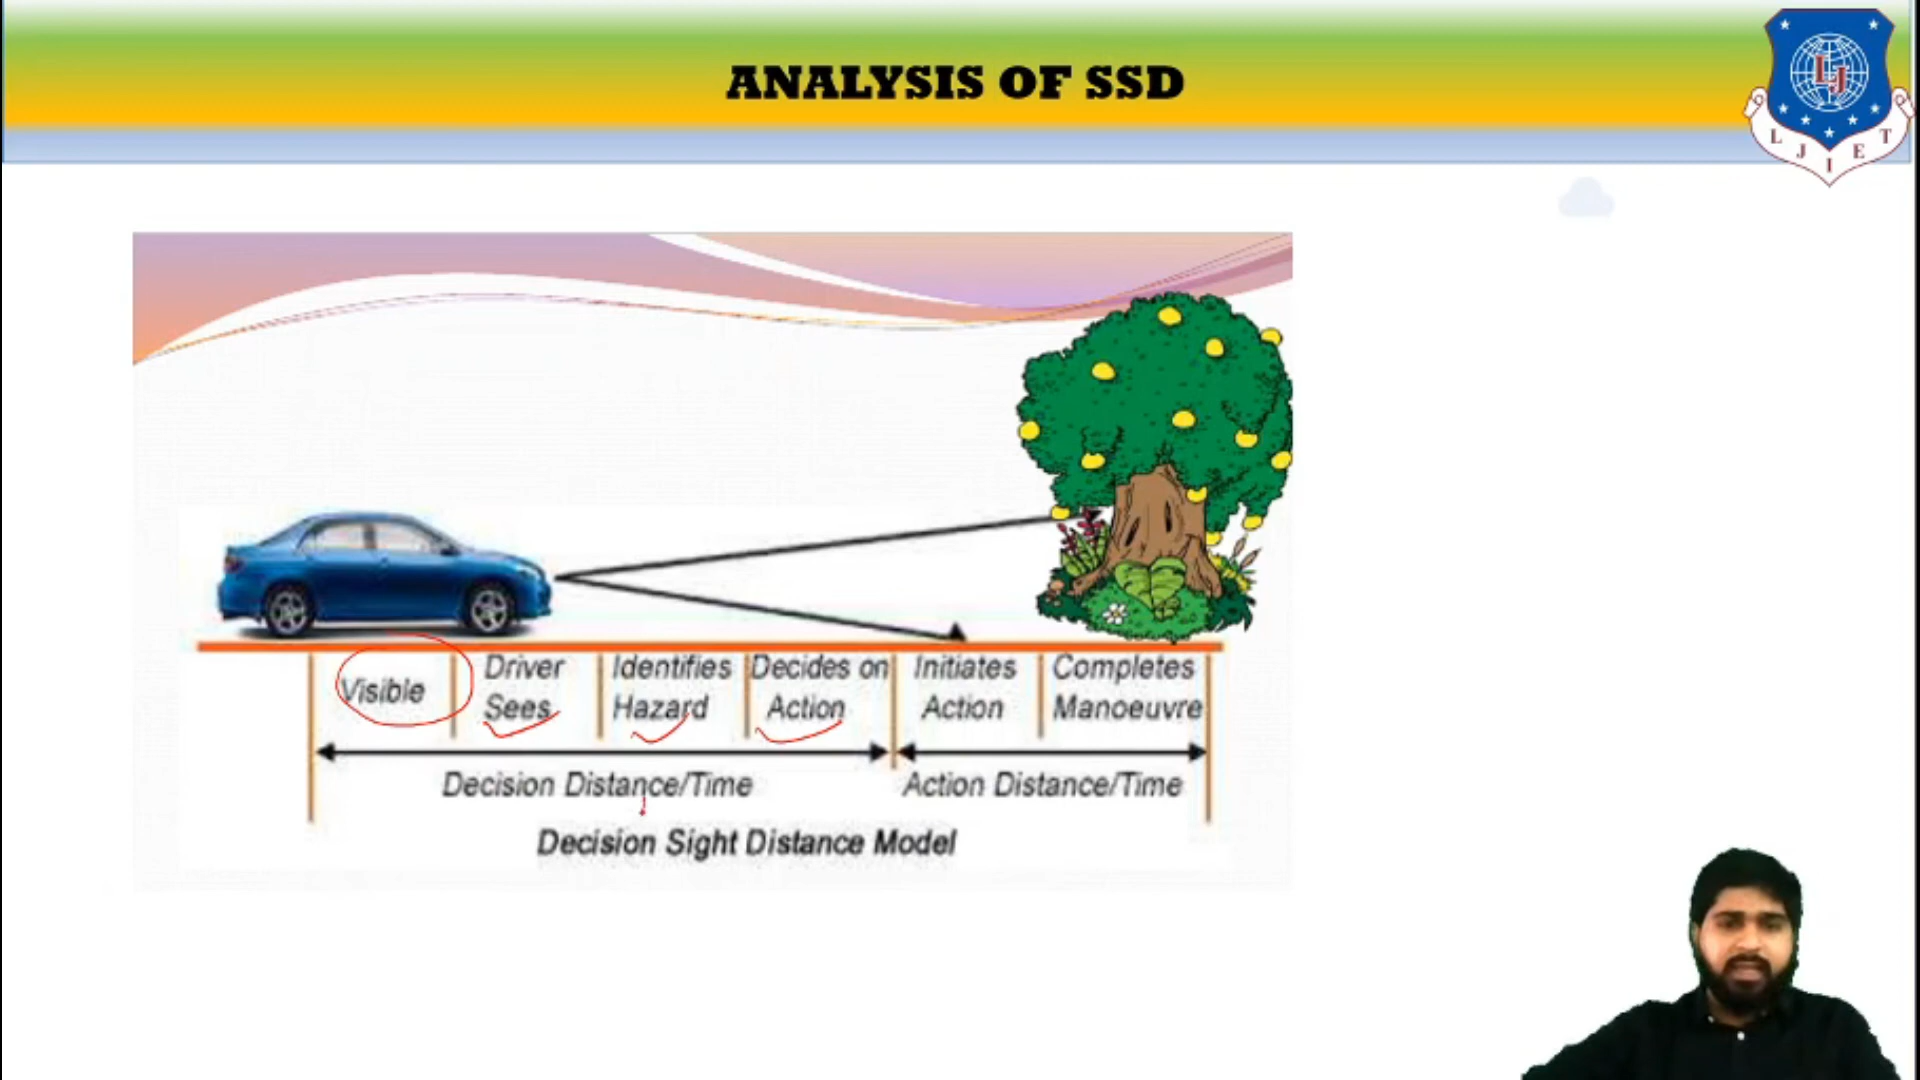 ANALYSIS OF SSD
LJ
L J I E T
Visible
Driver Sees
Identifies Hazard
Decides on Action
Initiates Action
Completes Manoeuvre
Decision Distance/Time
Action Distance/Time
Decision Sight Distance Model